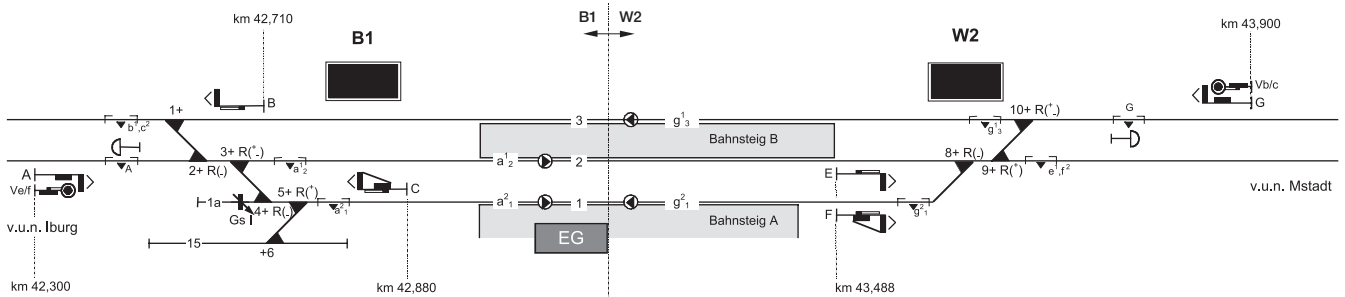 km 42,710
B1
B1 W2
W2
km 43,900
Vb/c
G
B
1+
b¹,c²
3
g¹₃
g¹₃
10+ R(⁺₋)
G
Bahnsteig B
A
Ve/f
A
2+ R(₋)
3+ R(⁺₋)
a¹₂
a¹₂
2
8+ R(₋)
9+ R(⁺)
e¹,f²
v.u.n. Mstadt
C
E
1a
Gs I
4+ R(₋)
5+ R(⁺)
a²₁
a²₁
1
g²₁
F
g²₁
v.u.n. Iburg
Bahnsteig A
EG
15
+6
km 42,300
km 42,880
km 43,488